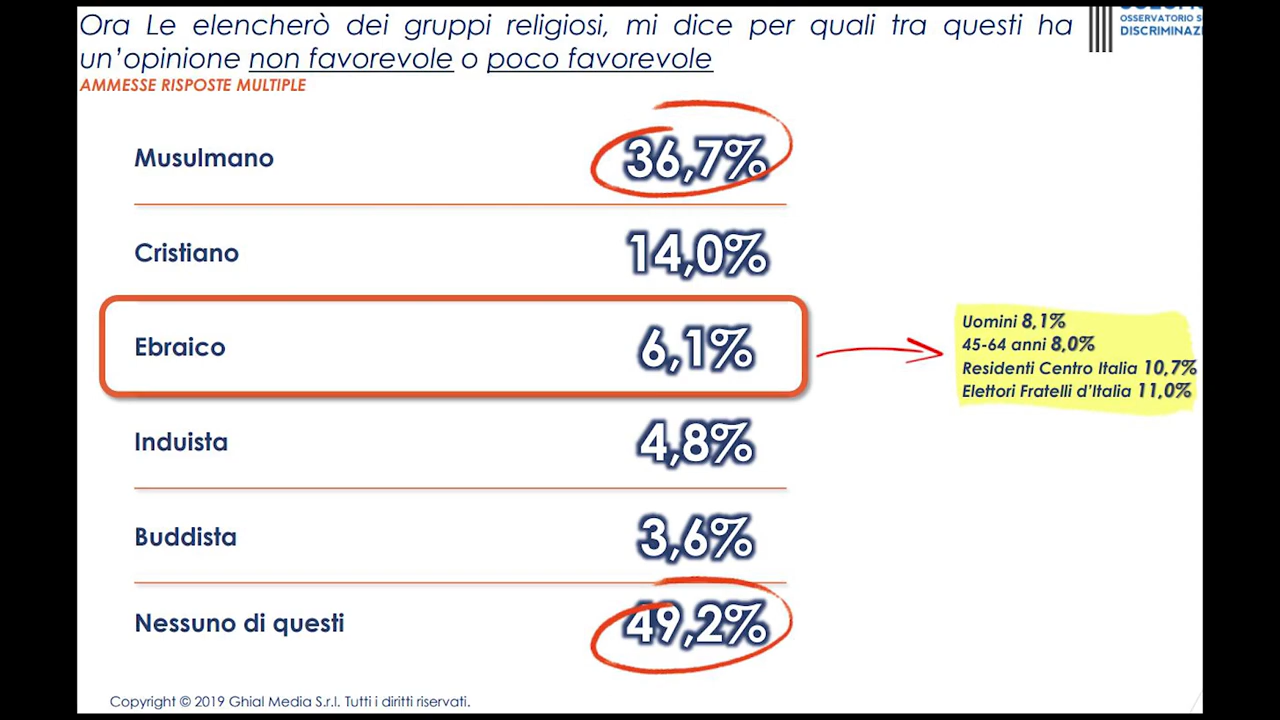 Ora Le elencherò dei gruppi religiosi, mi dice per quali tra questi ha
un'opinione non favorevole o poco favorevole
AMMESSE RISPOSTE MULTIPLE
OSSERVATORIO
Musulmano 36,7%
Cristiano 14,0%
Ebraico 6,1%
Uomini 8,1%
45-64 anni 8,0%
Residenti Centro Italia 10,7%
Elettori Fratelli d'Italia 11,0%
Induista 4,8%
Buddista 3,6%
Nessuno di questi 49,2%
Copyright © 2019 Ghial Media S.r.l. Tutti i diritti riservati.